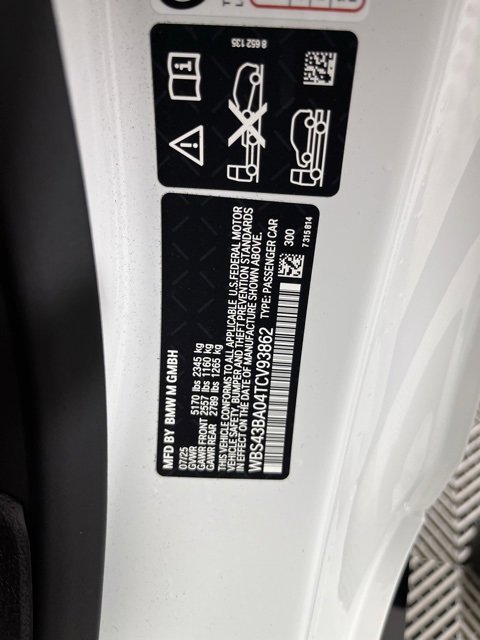 8 652 135
MFD BY BMW M GMBH
07/25
GVWR 5170 lbs 2345 kg
GAWR FRONT 2557 lbs 1160 kg
GAWR REAR 2789 lbs 1265 kg
THIS VEHICLE CONFORMS TO ALL APPLICABLE U.S.FEDERAL MOTOR
VEHICLE SAFETY, BUMPER AND THEFT PREVENTION STANDARDS
IN EFFECT ON THE DATE OF MANUFACTURE SHOWN ABOVE.
WBS43BA04TCV93862 TYPE: PASSENGER CAR
300
7 315 814